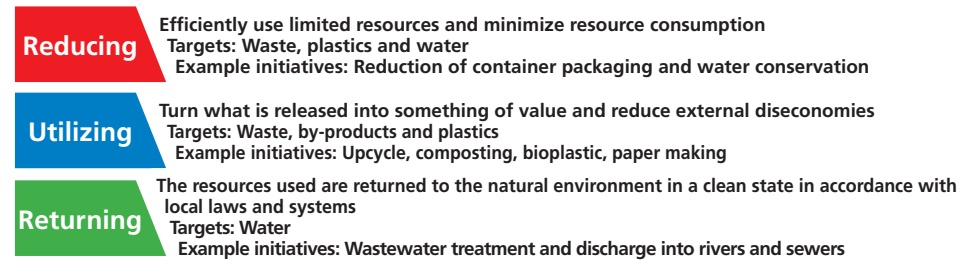 Reducing
Efficiently use limited resources and minimize resource consumption
Targets: Waste, plastics and water
Example initiatives: Reduction of container packaging and water conservation
Utilizing
Turn what is released into something of value and reduce external diseconomies
Targets: Waste, by-products and plastics
Example initiatives: Upcycle, composting, bioplastic, paper making
Returning
The resources used are returned to the natural environment in a clean state in accordance with
local laws and systems
Targets: Water
Example initiatives: Wastewater treatment and discharge into rivers and sewers